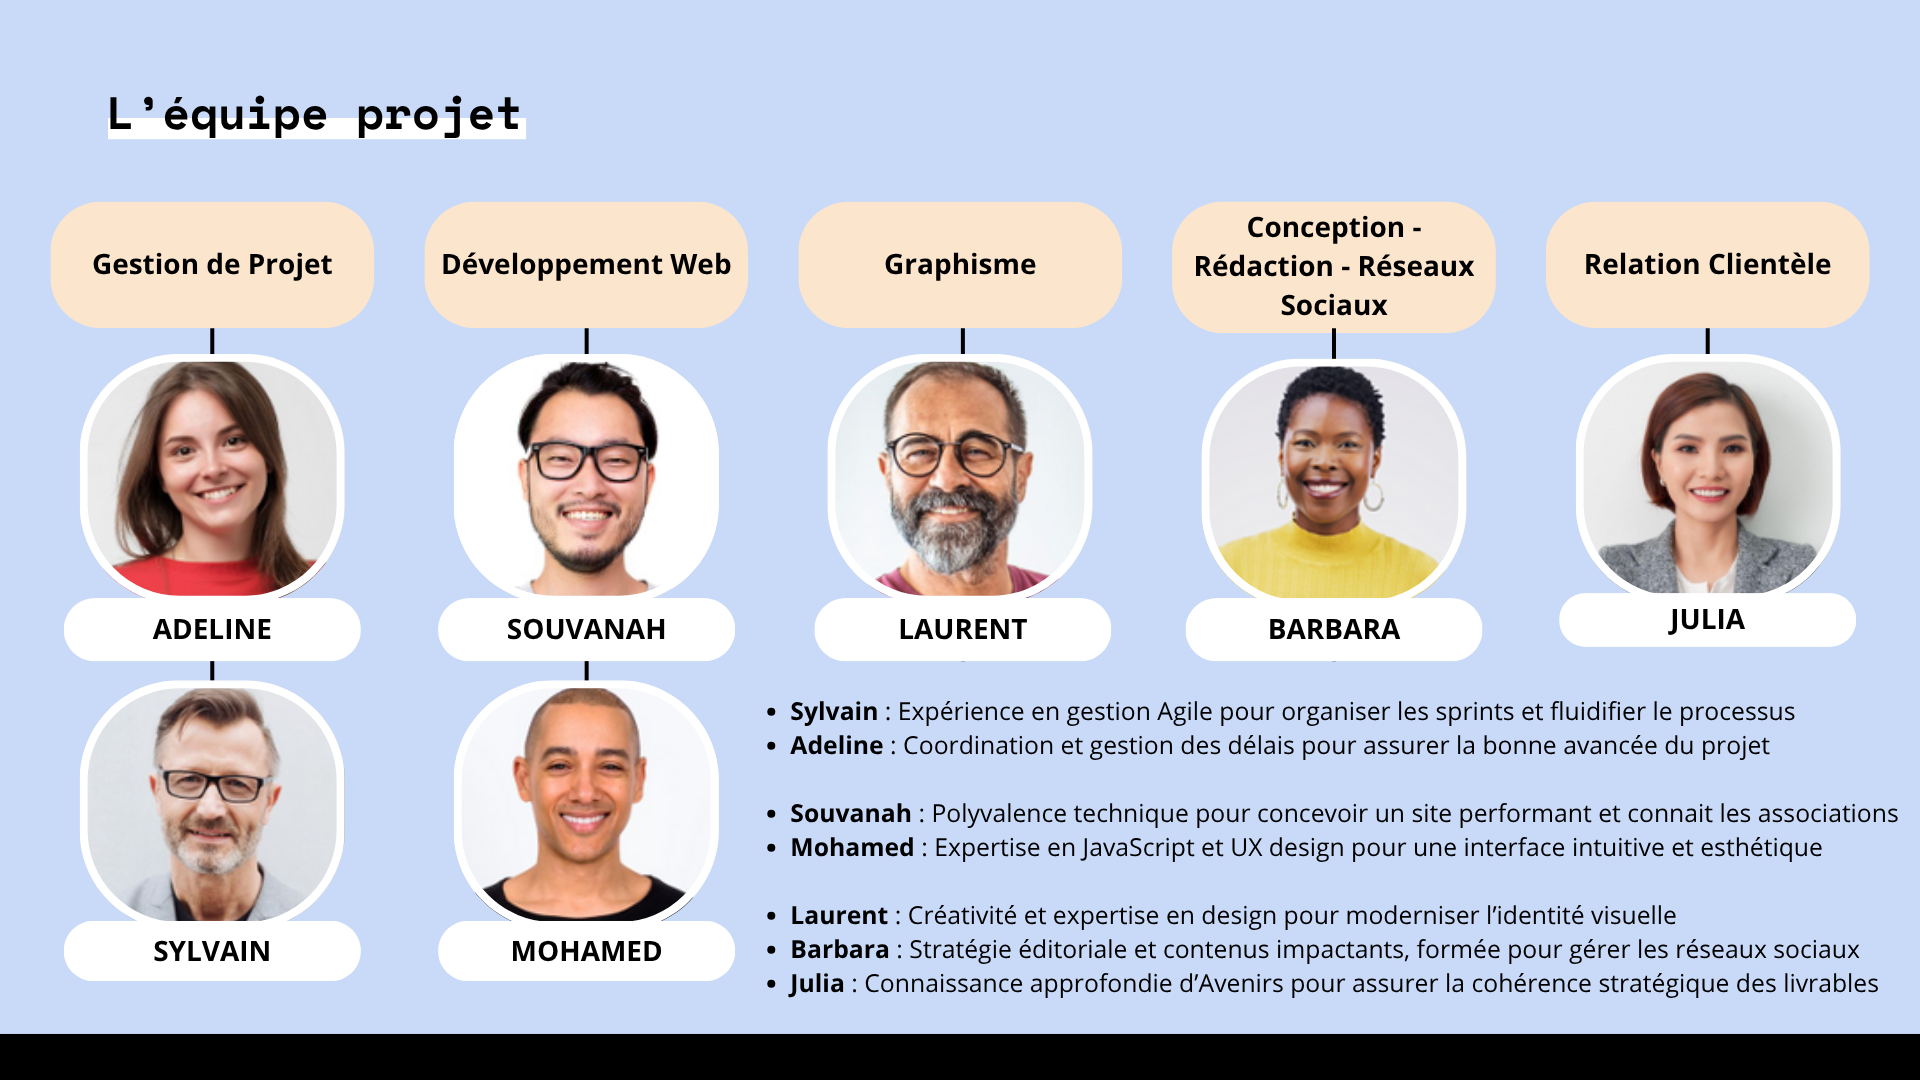 L’équipe projet
Gestion de Projet
Développement Web
Graphisme
Conception -
Rédaction - Réseaux
Sociaux
Relation Clientèle
ADELINE
SOUVANAH
LAURENT
BARBARA
JULIA
SYLVAIN
MOHAMED
• Sylvain : Expérience en gestion Agile pour organiser les sprints et fluidifier le processus
• Adeline : Coordination et gestion des délais pour assurer la bonne avancée du projet
• Souvanah : Polyvalence technique pour concevoir un site performant et connait les associations
• Mohamed : Expertise en JavaScript et UX design pour une interface intuitive et esthétique
• Laurent : Créativité et expertise en design pour moderniser l’identité visuelle
• Barbara : Stratégie éditoriale et contenus impactants, formée pour gérer les réseaux sociaux
• Julia : Connaissance approfondie d’Avenirs pour assurer la cohérence stratégique des livrables